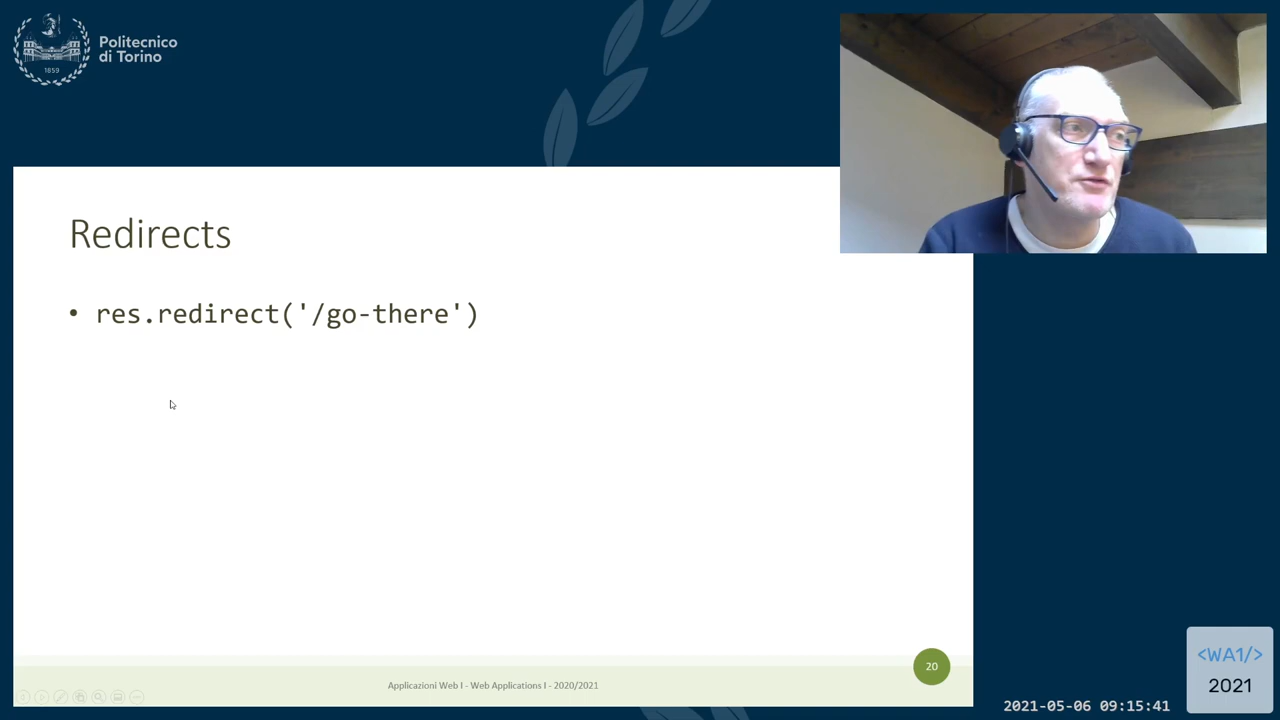 Politecnico
di Torino
1859
Redirects
• res.redirect('/go-there')
20
Applicazioni Web I - Web Applications I - 2020/2021
<WA1/>
2021
2021-05-06 09:15:41